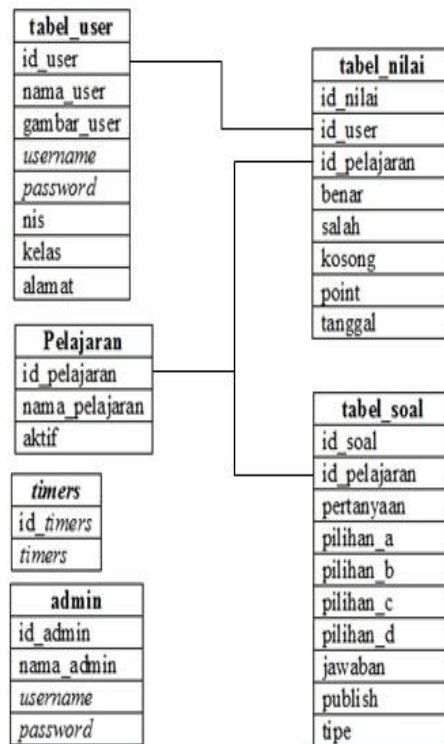 tabel_user
id_user
nama_user
gambar_user
username
password
nis
kelas
alamat
Pelajaran
id_pelajaran
nama_pelajaran
aktif
timers
id_timers
timers
admin
id_admin
nama_admin
username
password
tabel_nilai
id_nilai
id_user
id_pelajaran
benar
salah
kosong
point
tanggal
tabel_soal
id_soal
id_pelajaran
pertanyaan
pilihan_a
pilihan_b
pilihan_c
pilihan_d
jawaban
publish
tipe